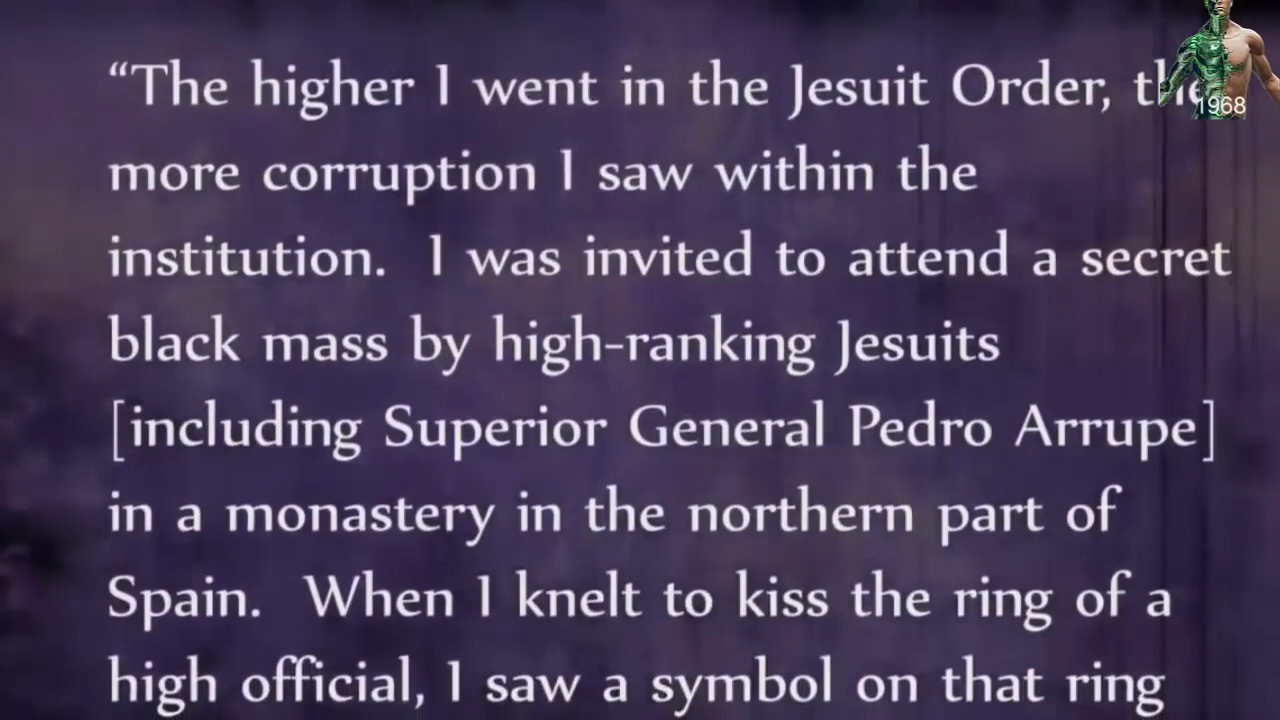 “The higher I went in the Jesuit Order, the
1968
more corruption I saw within the
institution. I was invited to attend a secret
black mass by high-ranking Jesuits
[including Superior General Pedro Arrupe]
in a monastery in the northern part of
Spain. When I knelt to kiss the ring of a
high official, I saw a symbol on that ring